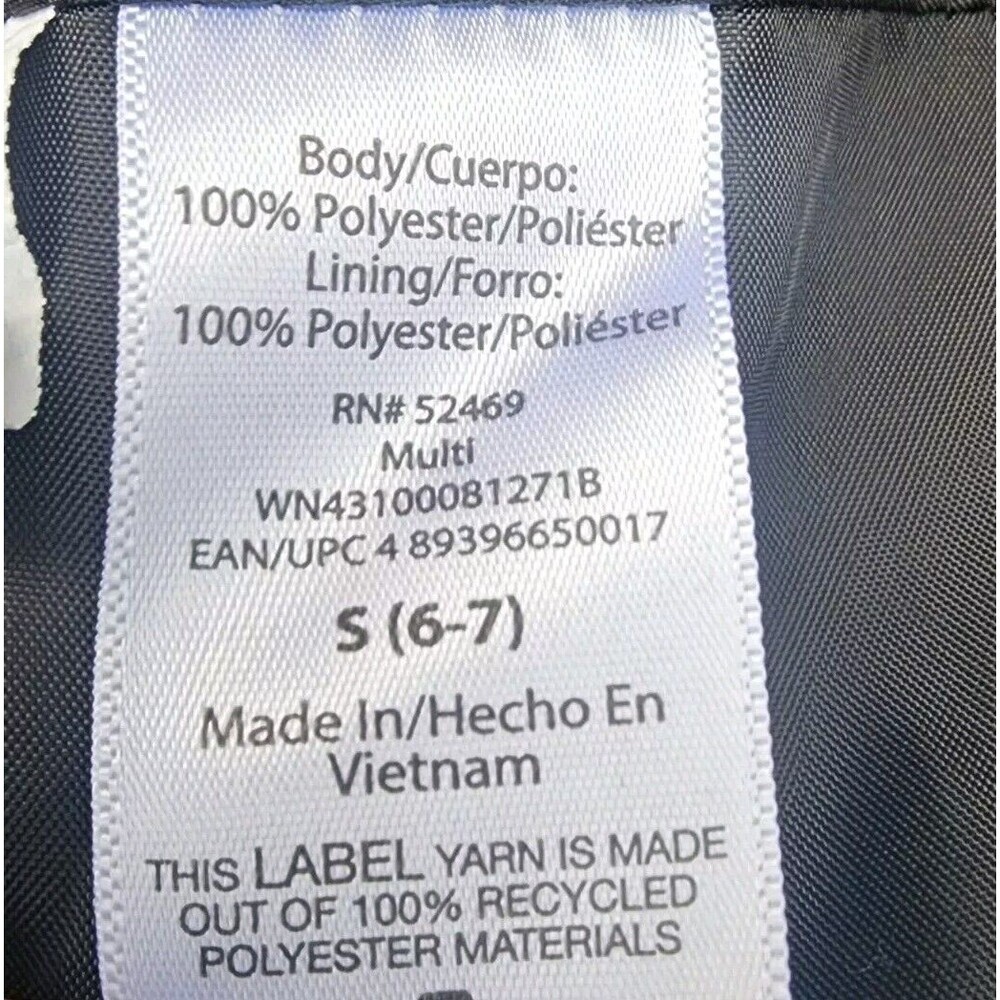 Body/Cuerpo:
100% Polyester/Poliéster
Lining/Forro:
100% Polyester/Poliéster
RN# 52469
Multi
WN43100081271B
EAN/UPC 4 89396650017
S (6-7)
Made In/Hecho En
Vietnam
THIS LABEL YARN IS MADE
OUT OF 100% RECYCLED
POLYESTER MATERIALS